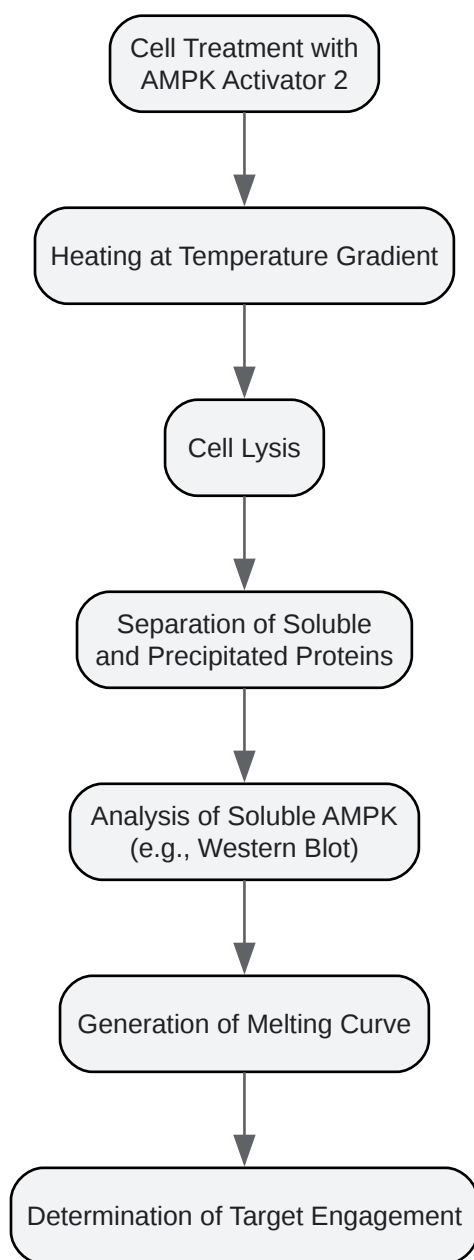 Cell Treatment with
AMPK Activator 2
Heating at Temperature Gradient
Cell Lysis
Separation of Soluble
and Precipitated Proteins
Analysis of Soluble AMPK
(e.g., Western Blot)
Generation of Melting Curve
Determination of Target Engagement